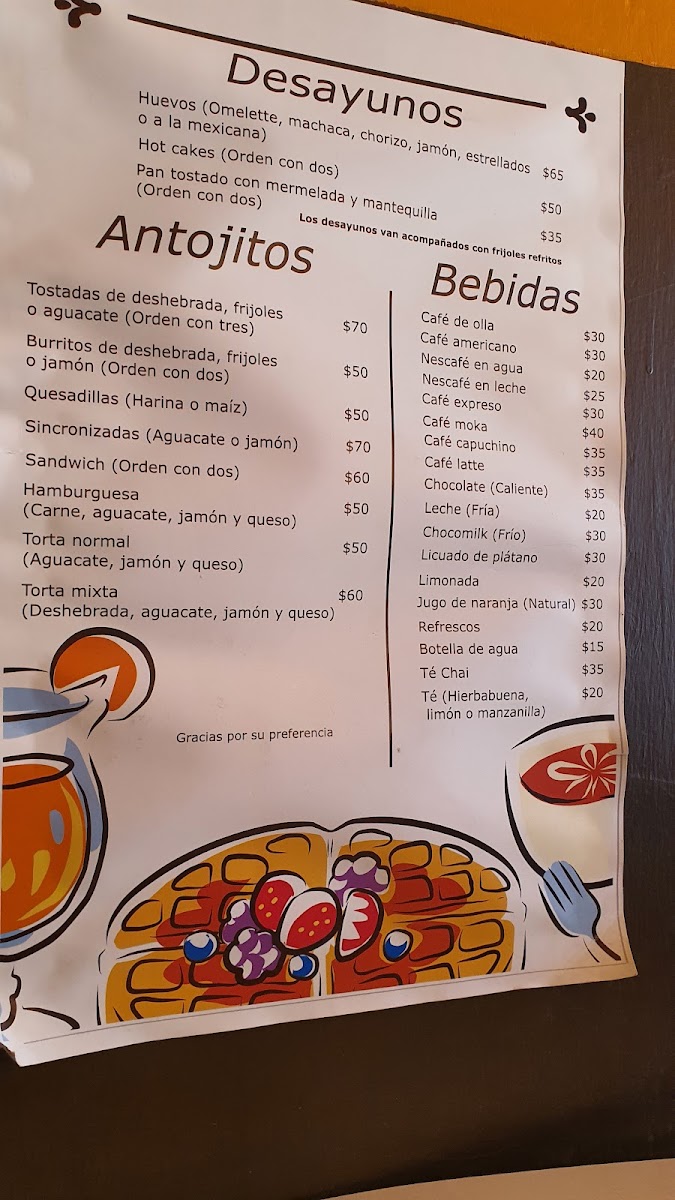 Desayunos
Huevos (Omelette, machaca, chorizo, jamón, estrellados
o a la mexicana) $65
Hot cakes (Orden con dos) $50
Pan tostado con mermelada y mantequilla
(Orden con dos) $35
Los desayunos van acompañados con frijoles refritos
Antojitos
Tostadas de deshebrada, frijoles
o aguacate (Orden con tres) $70
Burritos de deshebrada, frijoles
o jamón (Orden con dos) $50
Quesadillas (Harina o maíz) $50
Sincronizadas (Aguacate o jamón) $70
Sandwich (Orden con dos) $60
Hamburguesa
(Carne, aguacate, jamón y queso) $50
Torta normal $50
(Aguacate, jamón y queso)
Torta mixta $60
(Deshebrada, aguacate, jamón y queso)
Gracias por su preferencia
Bebidas
Café de olla $30
Café americano $30
Nescafé en agua $20
Nescafé en leche $25
Café expreso $30
Café moka $40
Café capuchino $35
Café latte $35
Chocolate (Caliente) $35
Leche (Fría) $20
Chocomilk (Frío) $30
Licuado de plátano $30
Limonada $20
Jugo de naranja (Natural) $30
Refrescos $20
Botella de agua $15
Té Chai $35
Té (Hierbabuena, $20
limón o manzanilla)